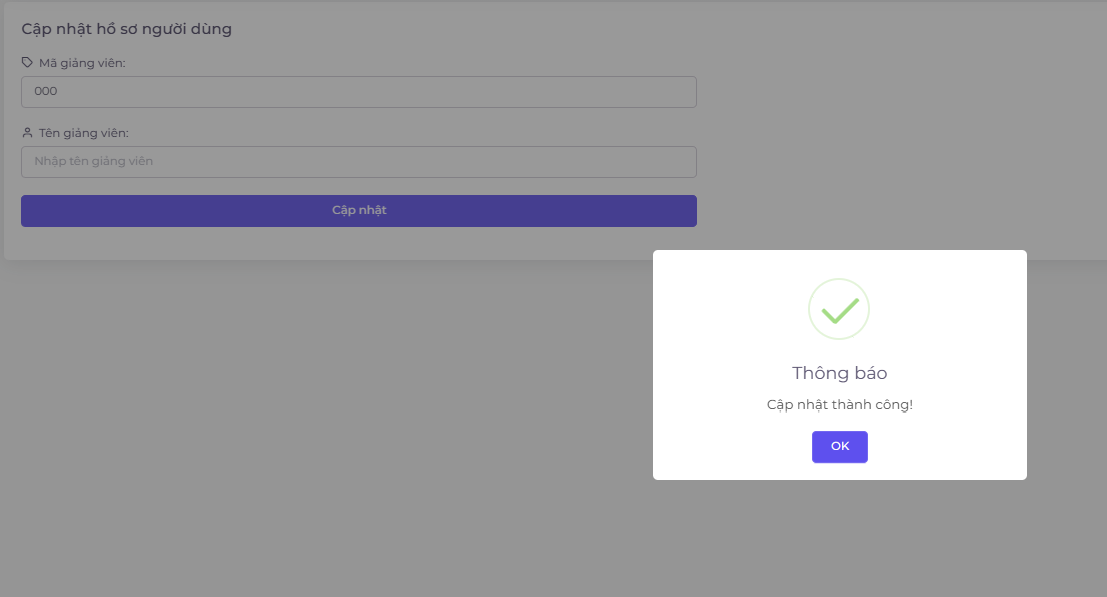 Cập nhật hồ sơ người dùng
Mã giảng viên:
000
Tên giảng viên:
Nhập tên giảng viên
Cập nhật
Thông báo
Cập nhật thành công!
OK